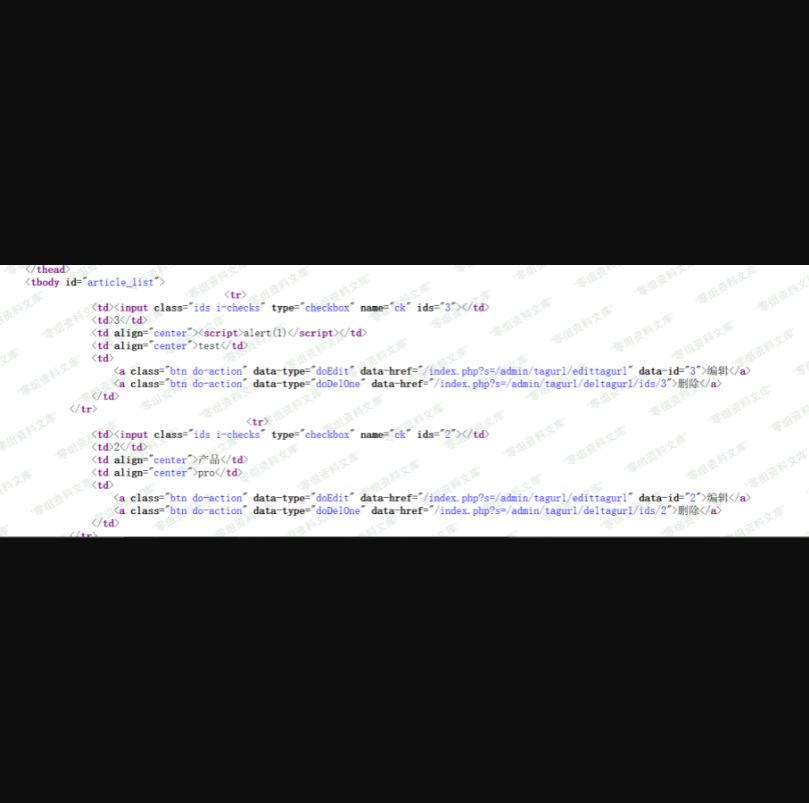 </thead>
<tbody id="article_list">
<tr>
<td><input class="ids i-checks" type="checkbox" name="ck" ids="3"></td>
<td>3</td>
<td align="center"><script>alert(1)</script></td>
<td align="center">test</td>
<td>
<a class="btn do-action" data-type="doEdit" data-href="/index.php?s=/admin/tagurl/edittagurl" data-id="3">编辑</a>
<a class="btn do-action" data-type="doDelOne" data-href="/index.php?s=/admin/tagurl/deltagurl/ids/3">删除</a>
</td>
</tr>
<tr>
<td><input class="ids i-checks" type="checkbox" name="ck" ids="2"></td>
<td>2</td>
<td align="center">产品</td>
<td align="center">pro</td>
<td>
<a class="btn do-action" data-type="doEdit" data-href="/index.php?s=/admin/tagurl/edittagurl" data-id="2">编辑</a>
<a class="btn do-action" data-type="doDelOne" data-href="/index.php?s=/admin/tagurl/deltagurl/ids/2">删除</a>
</td>
</tr>
零组资料文库